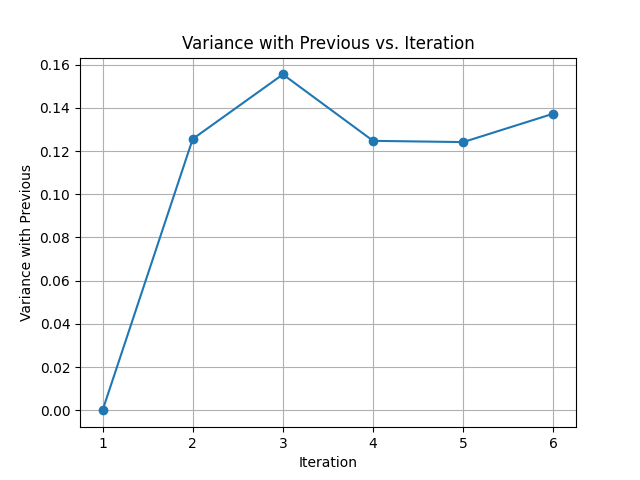 Variance with Previous vs. Iteration
Variance with Previous
0.16
0.14
0.12
0.10
0.08
0.06
0.04
0.02
0.00
1 2 3 4 5 6
Iteration